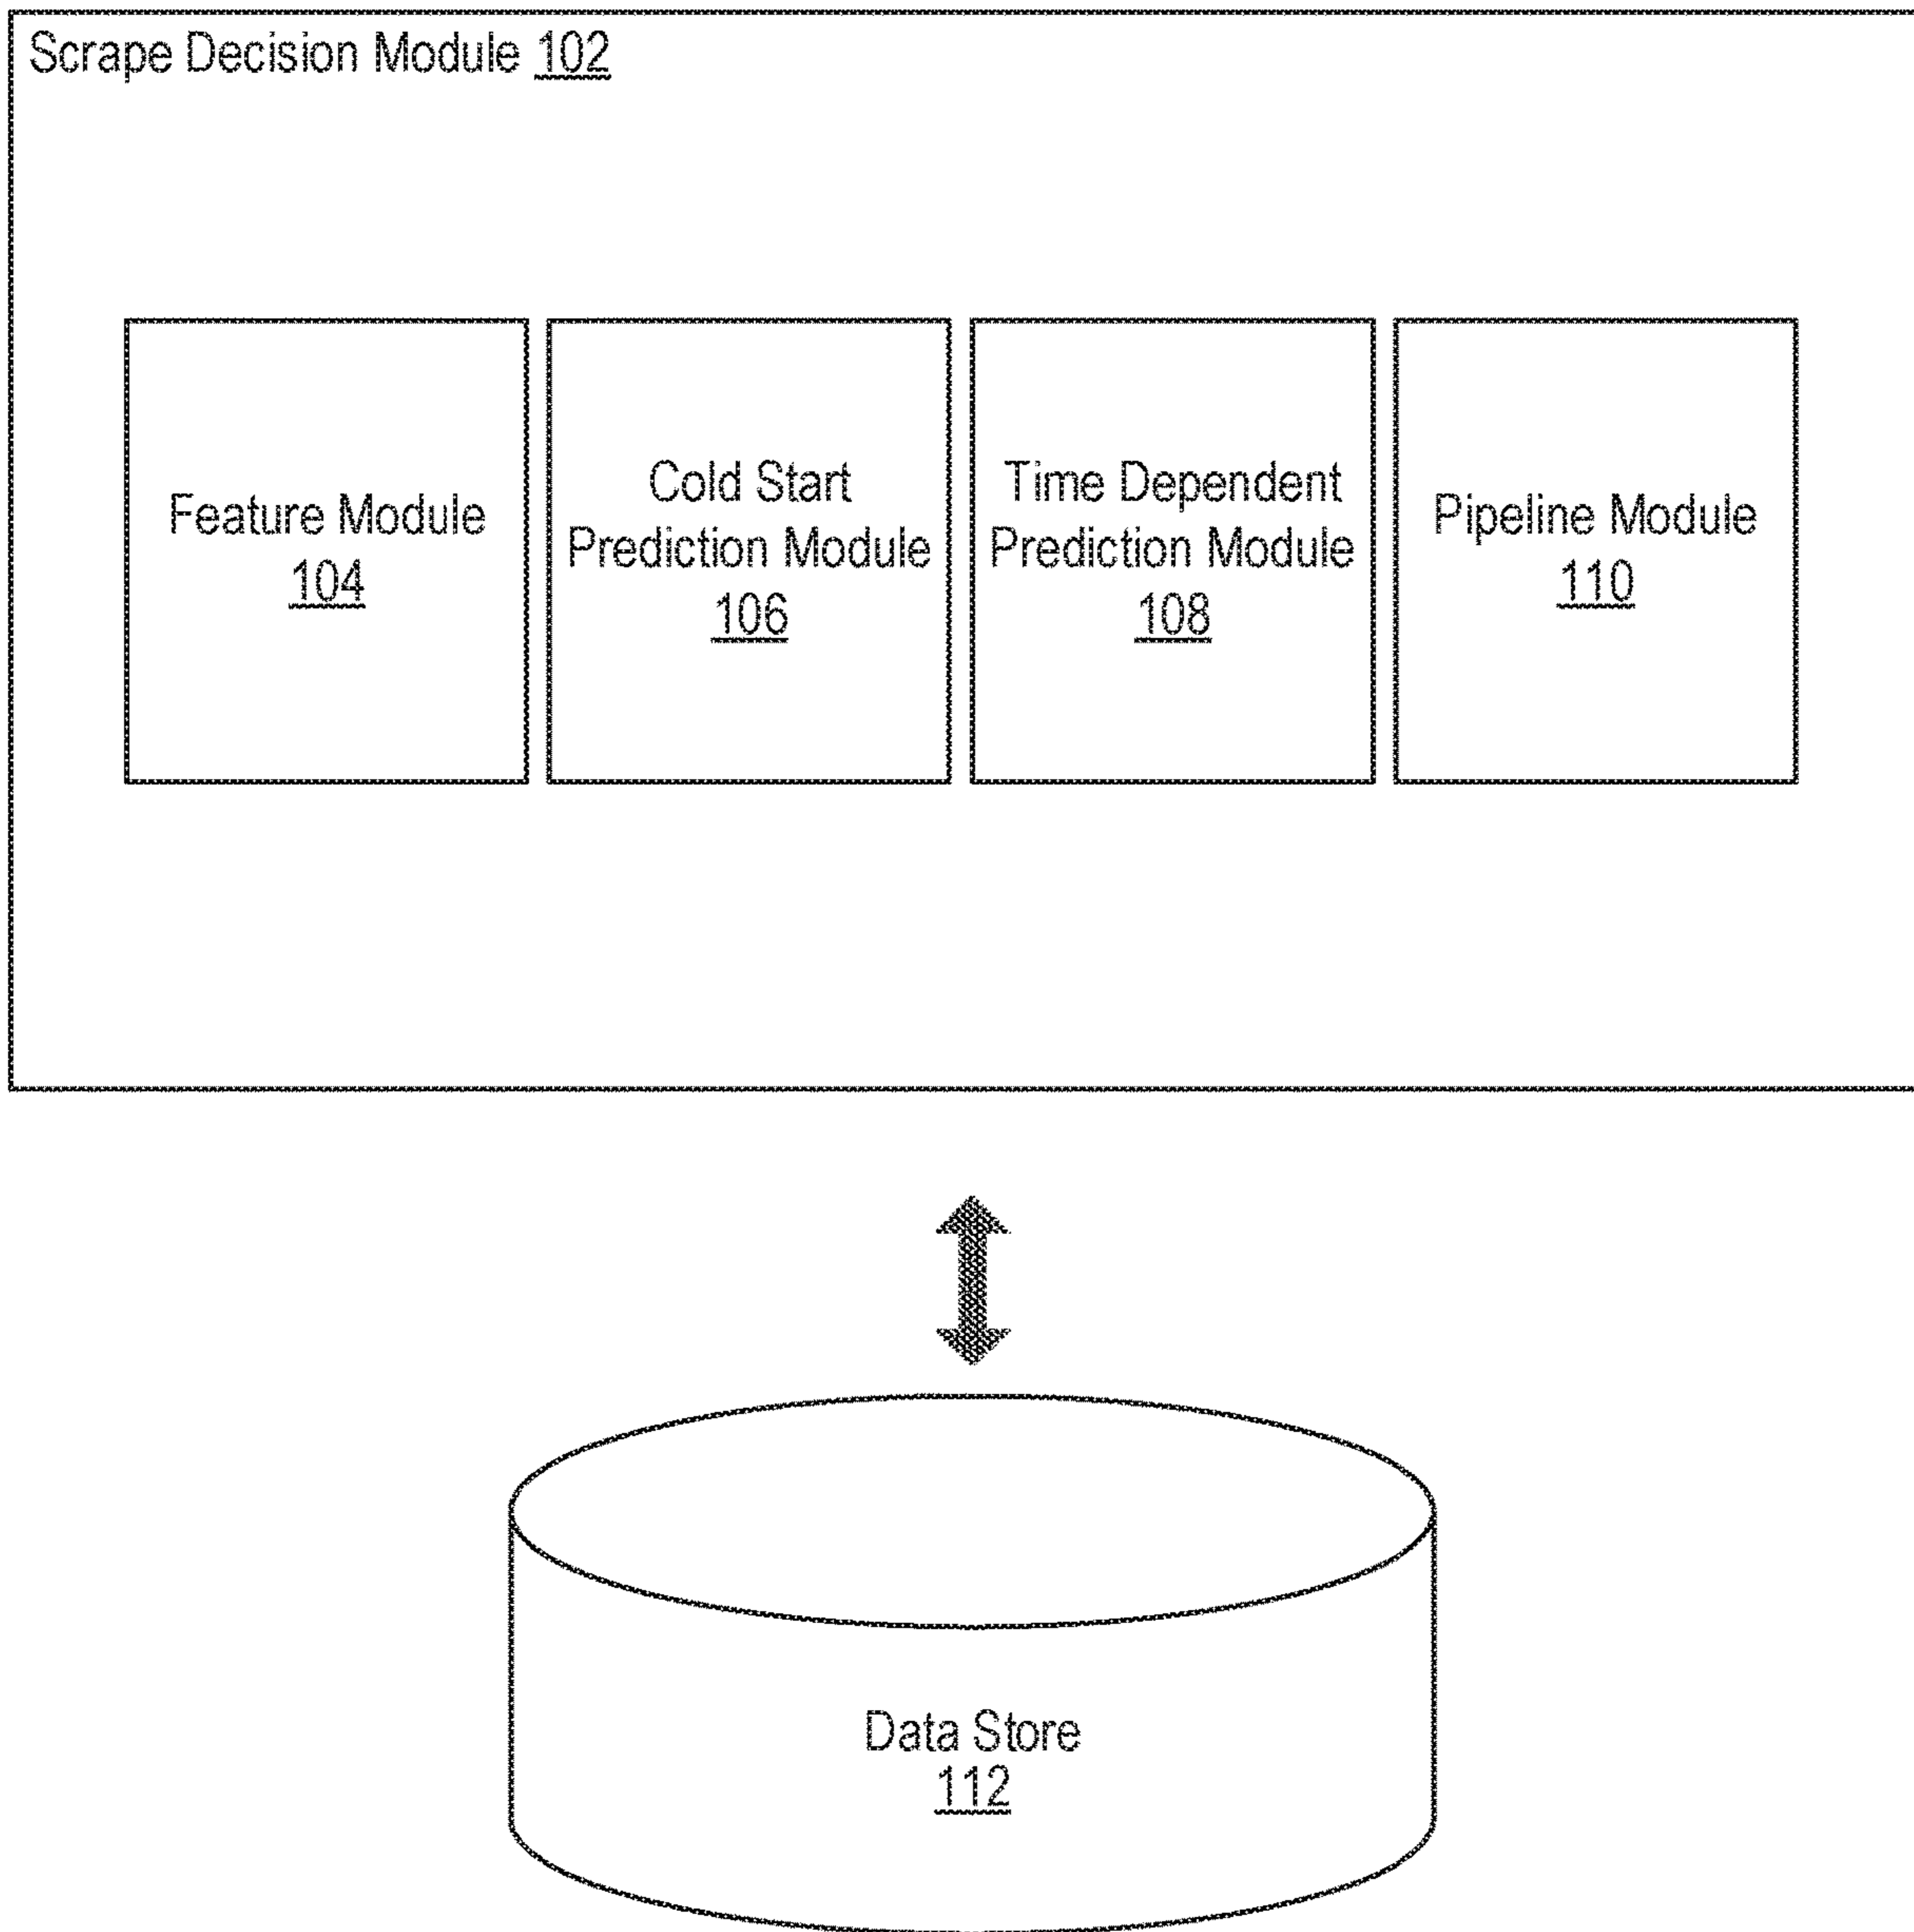 Scrape Decision Module 102
Feature Module
104
Cold Start
Prediction Module
106
Time Dependent
Prediction Module
108
Pipeline Module
110
Data Store
112